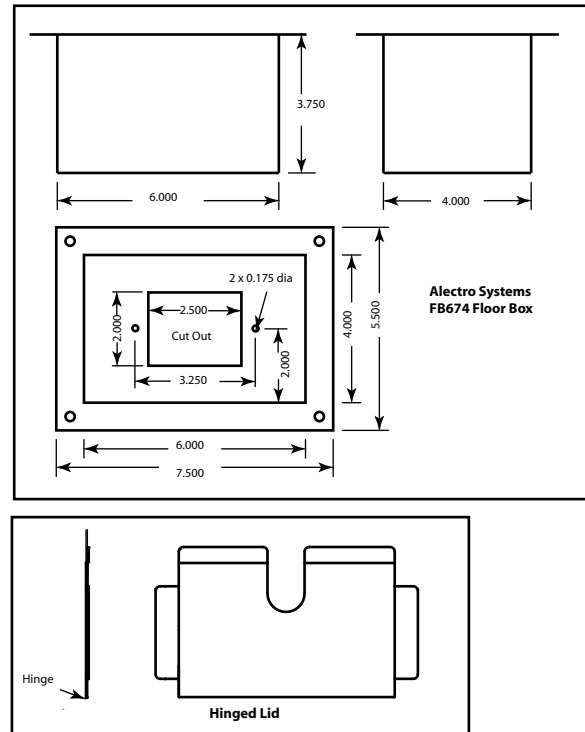 3.750
6.000
4.000
2 x 0.175 dia
2.500
2.000
Cut Out
3.250
2.000
4.000
5.500
Alectro Systems
FB674 Floor Box
6.000
7.500
Hinge
Hinged Lid